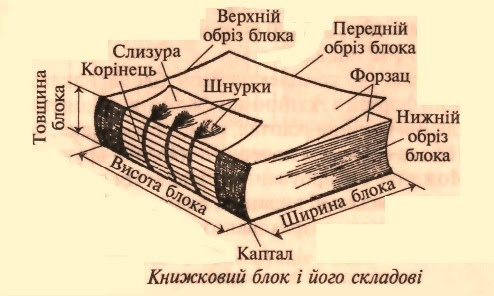 Верхній
обріз блока
Передній
обріз блока
Слизура
Корінець
Шнурки
Форзац
Товщина
блока
Нижній
обріз
блока
Висота блока
Ширина блока
Каптал
Книжковий блок і його складові